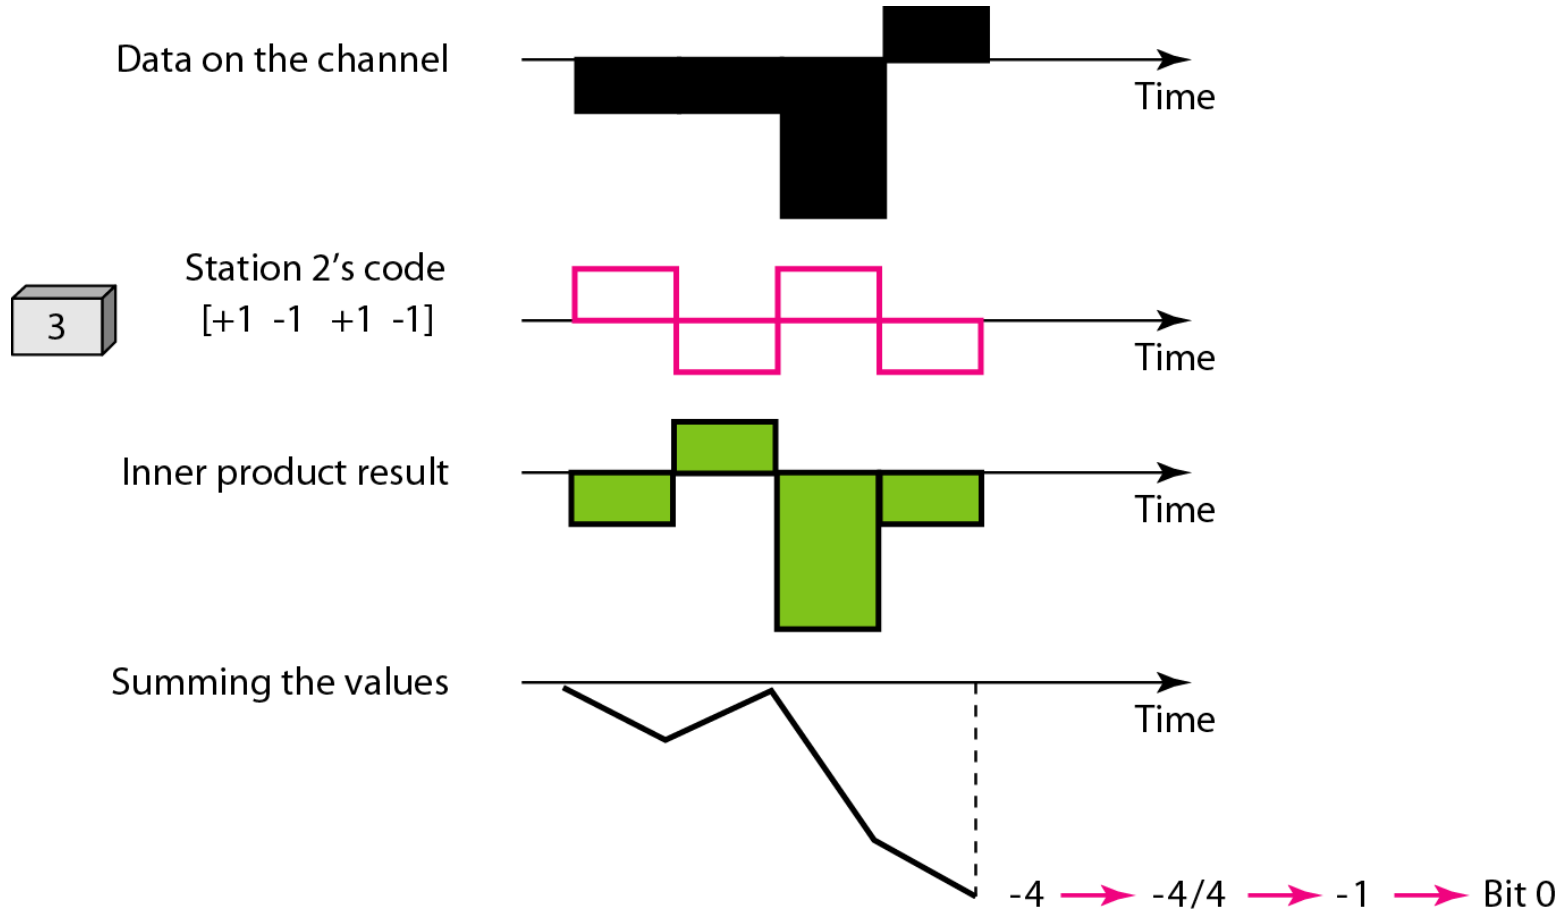 Data on the channel
Time
Station 2’s code
[+1 -1 +1 -1]
3
Time
Inner product result
Time
Summing the values
Time
-4 -4/4 -1 Bit 0